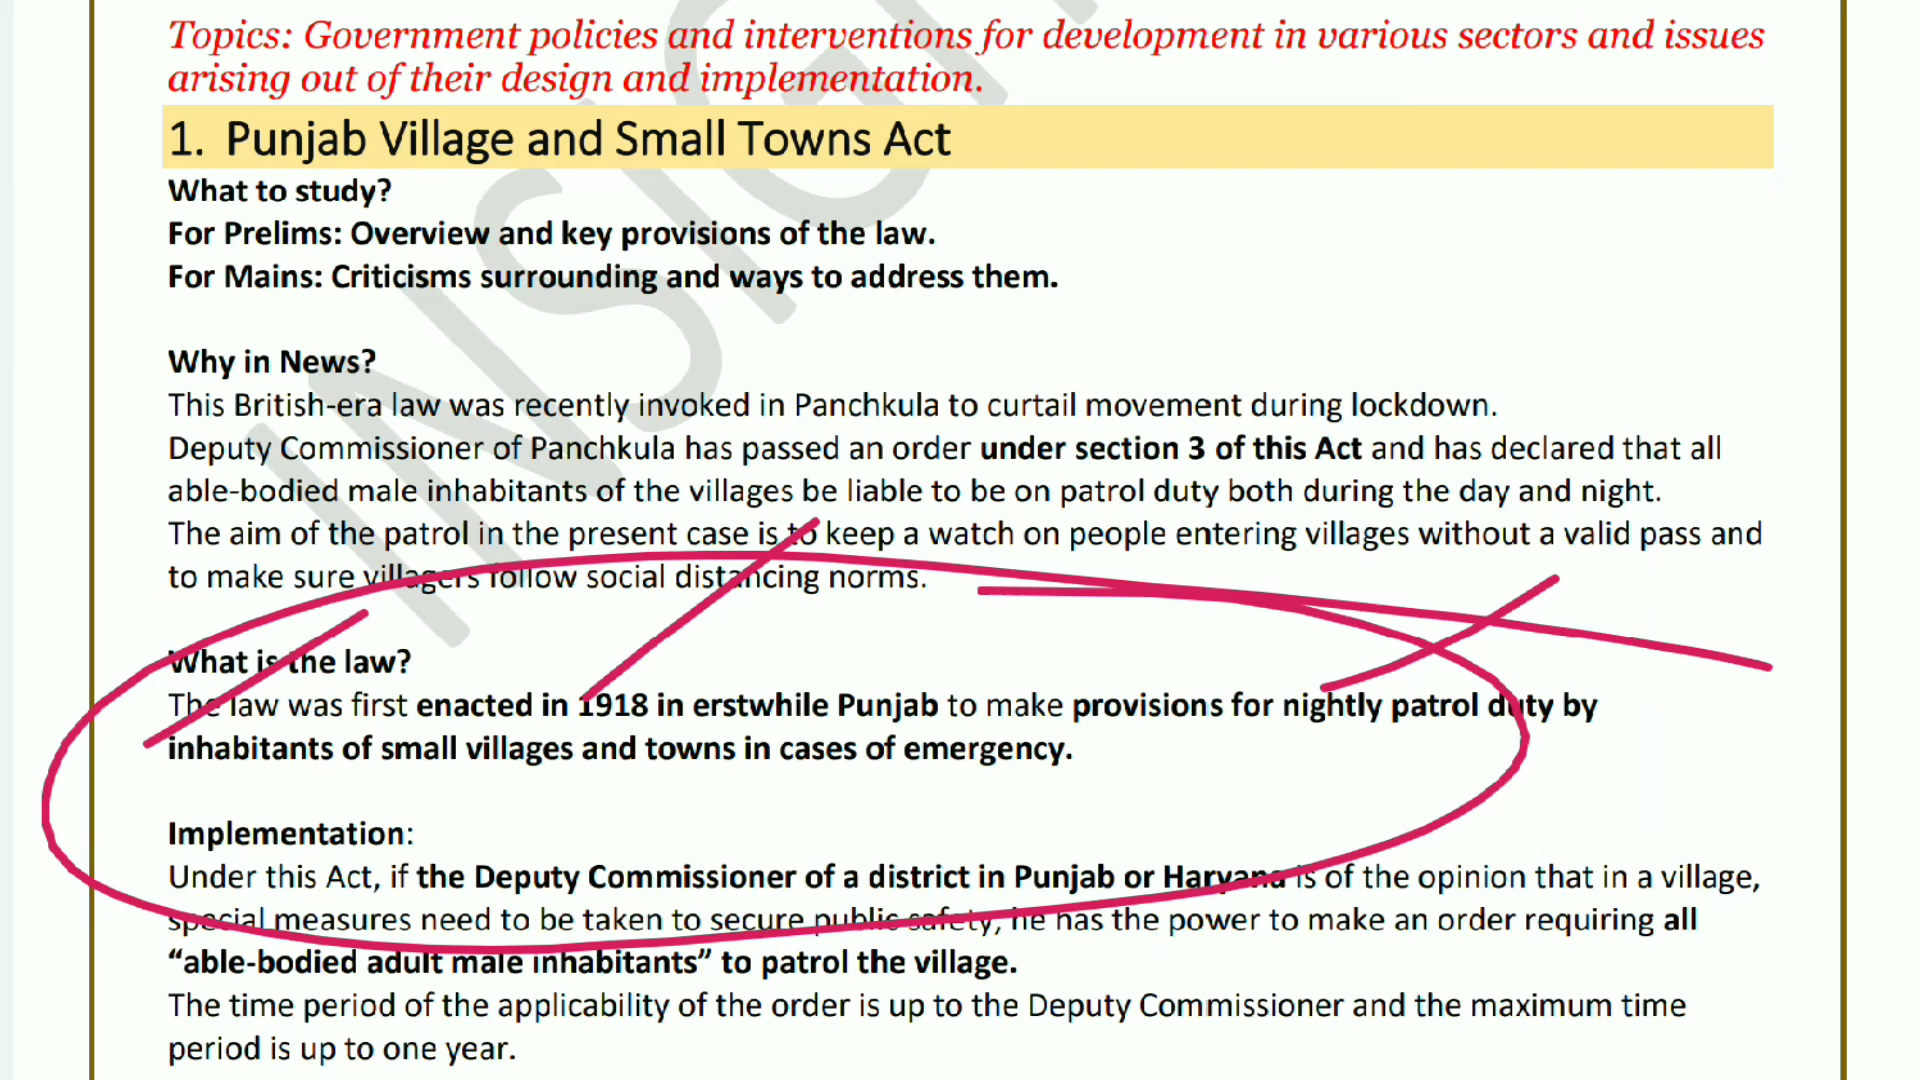 Topics: Government policies and interventions for development in various sectors and issues
arising out of their design and implementation.
1. Punjab Village and Small Towns Act
What to study?
For Prelims: Overview and key provisions of the law.
For Mains: Criticisms surrounding and ways to address them.
Why in News?
This British-era law was recently invoked in Panchkula to curtail movement during lockdown.
Deputy Commissioner of Panchkula has passed an order under section 3 of this Act and has declared that all
able-bodied male inhabitants of the villages be liable to be on patrol duty both during the day and night.
The aim of the patrol in the present case is to keep a watch on people entering villages without a valid pass and
to make sure villagers follow social distancing norms.
What is the law?
The law was first enacted in 1918 in erstwhile Punjab to make provisions for nightly patrol duty by
inhabitants of small villages and towns in cases of emergency.
Implementation:
Under this Act, if the Deputy Commissioner of a district in Punjab or Haryana is of the opinion that in a village,
special measures need to be taken to secure public safety, he has the power to make an order requiring all
“able-bodied adult male inhabitants” to patrol the village.
The time period of the applicability of the order is up to the Deputy Commissioner and the maximum time
period is up to one year.